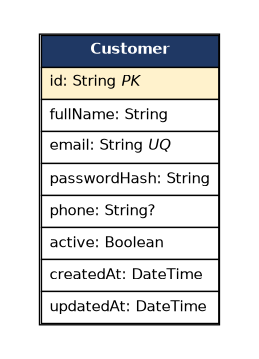 Customer
id: String PK
fullName: String
email: String UQ
passwordHash: String
phone: String?
active: Boolean
createdAt: DateTime
updatedAt: DateTime